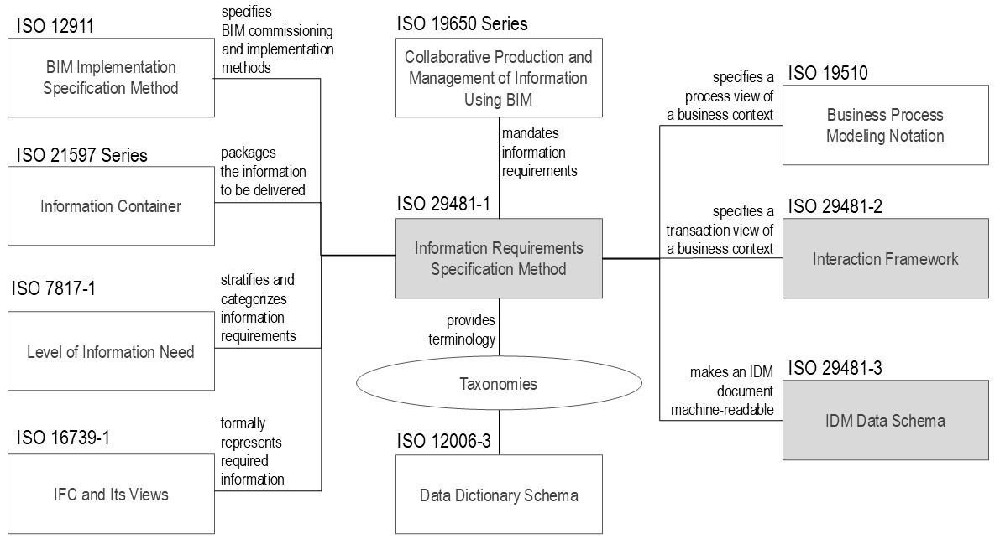 ISO 12911
BIM Implementation
Specification Method
specifies
BIM commissioning
and implementation
methods
ISO 21597 Series
Information Container
packages
the information
to be delivered
ISO 7817-1
Level of Information Need
stratifies and
categorizes
information
requirements
ISO 16739-1
IFC and Its Views
formally
represents
required
information
ISO 19650 Series
Collaborative Production and
Management of Information
Using BIM
mandates
information
requirements
ISO 29481-1
Information Requirements
Specification Method
provides
terminology
Taxonomies
ISO 12006-3
Data Dictionary Schema
specifies a
process view of
a business context
ISO 19510
Business Process
Modeling Notation
specifies a
transaction view of
a business context
ISO 29481-2
Interaction Framework
makes an IDM
document
machine-readable
ISO 29481-3
IDM Data Schema